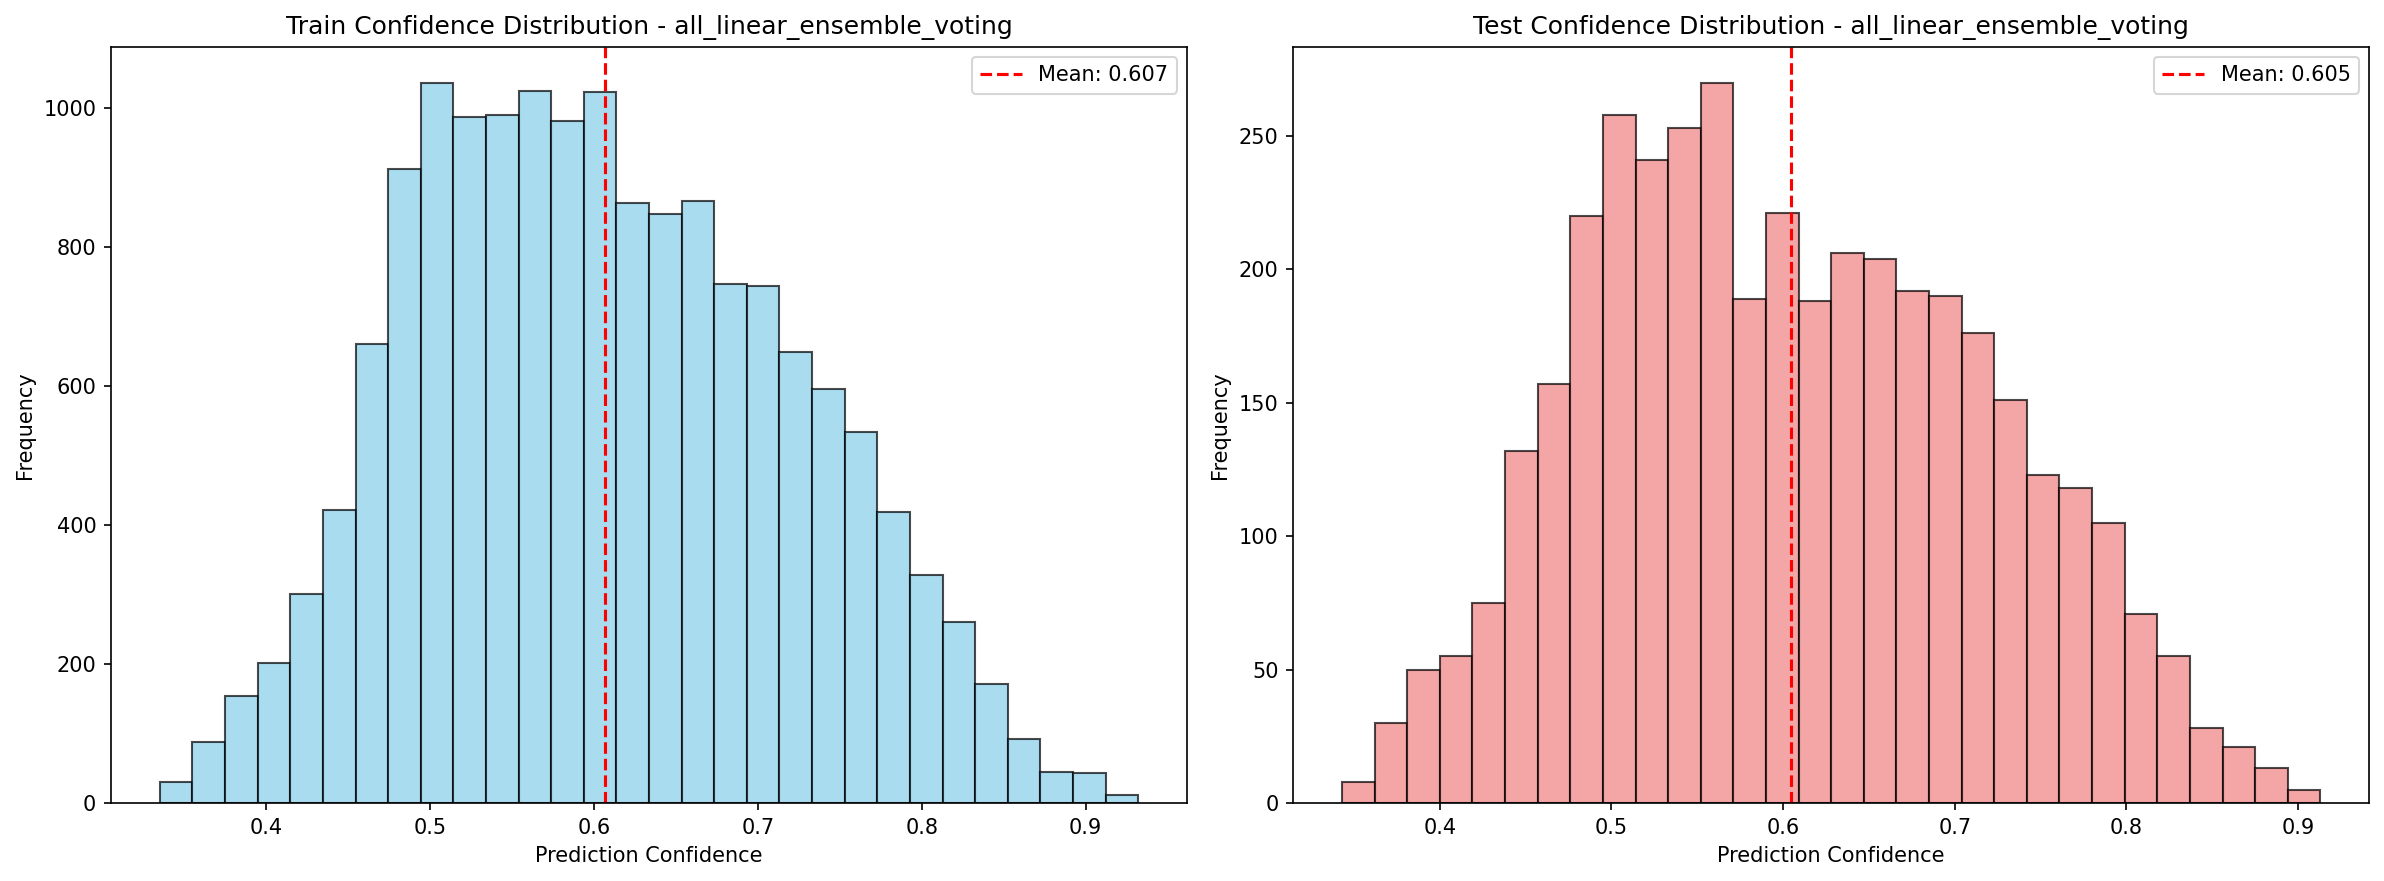 Train Confidence Distribution - all_linear_ensemble_voting
Mean: 0.607
Frequency
1000
800
600
400
200
0
0.4 0.5 0.6 0.7 0.8 0.9
Prediction Confidence
Test Confidence Distribution - all_linear_ensemble_voting
Mean: 0.605
Frequency
250
200
150
100
50
0
0.4 0.5 0.6 0.7 0.8 0.9
Prediction Confidence